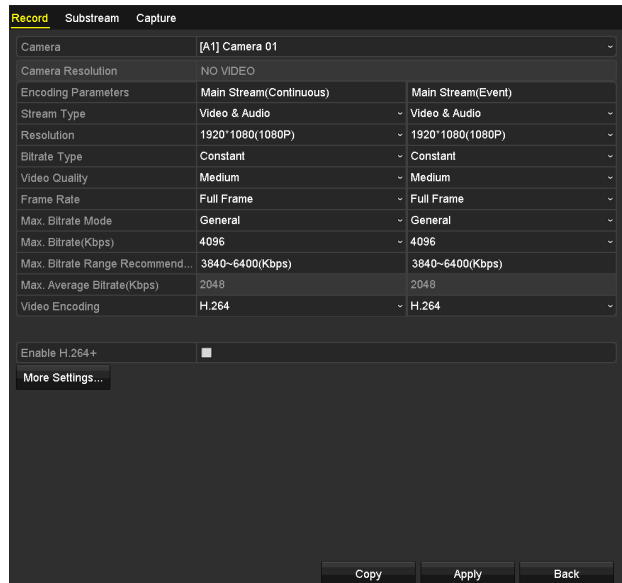 Record Substream Capture
Camera [A1] Camera 01
Camera Resolution NO VIDEO
Encoding Parameters Main Stream(Continuous) Main Stream(Event)
Stream Type Video & Audio Video & Audio
Resolution 1920*1080(1080P) 1920*1080(1080P)
Bitrate Type Constant Constant
Video Quality Medium Medium
Frame Rate Full Frame Full Frame
Max. Bitrate Mode General General
Max. Bitrate(Kbps) 4096 4096
Max. Bitrate Range Recommend... 3840~6400(Kbps) 3840~6400(Kbps)
Max. Average Bitrate(Kbps) 2048 2048
Video Encoding H.264 H.264
Enable H.264+
More Settings...
Copy Apply Back